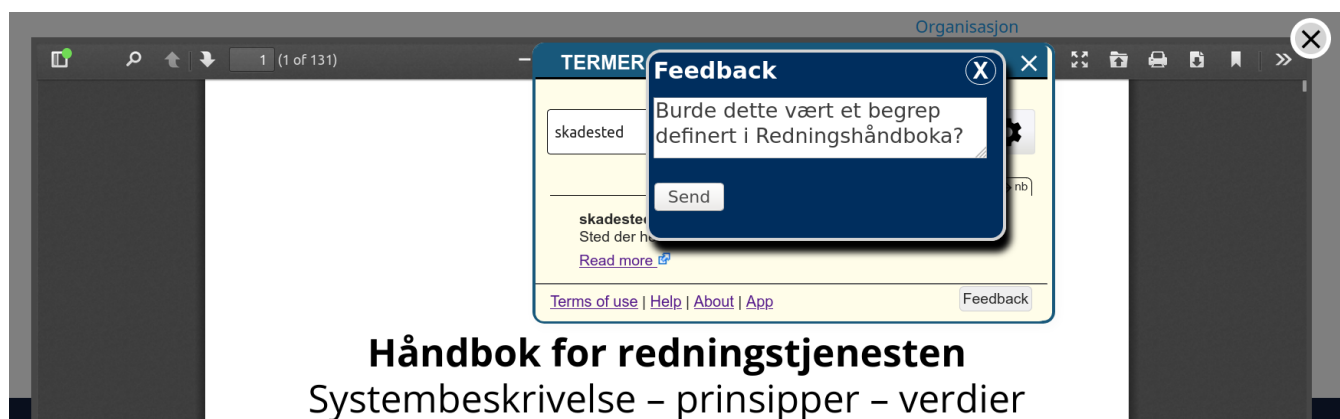 Organisasjon
1 (1 of 131)
TERMER
Feedback
X
Burde dette vært et begrep
definert i Redningshåndboka?
skadested
nb
Send
Sted der
Read more
Terms of use | Help | About | App
Feedback
Håndbok for redningstjenesten
Systembeskrivelse – prinsipper – verdier